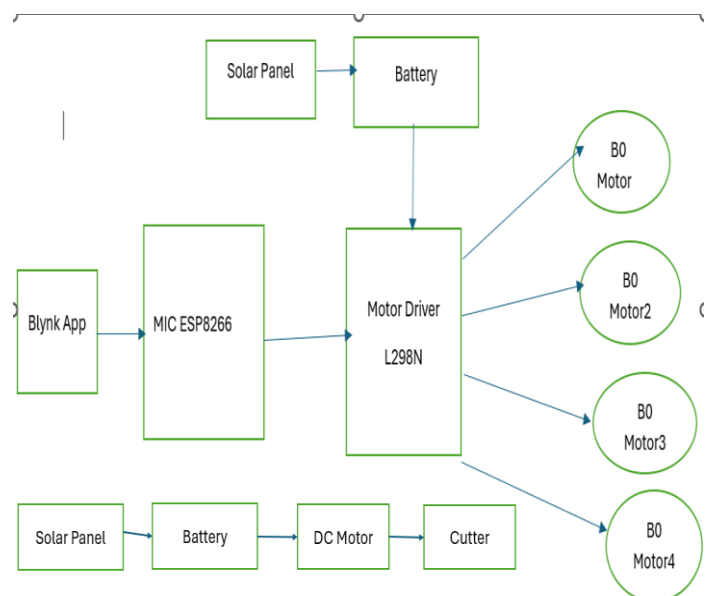 Solar Panel
Battery
B0
Motor
B0
Motor2
Blynk App
MIC ESP8266
Motor Driver
L298N
B0
Motor3
Solar Panel
Battery
DC Motor
Cutter
B0
Motor4